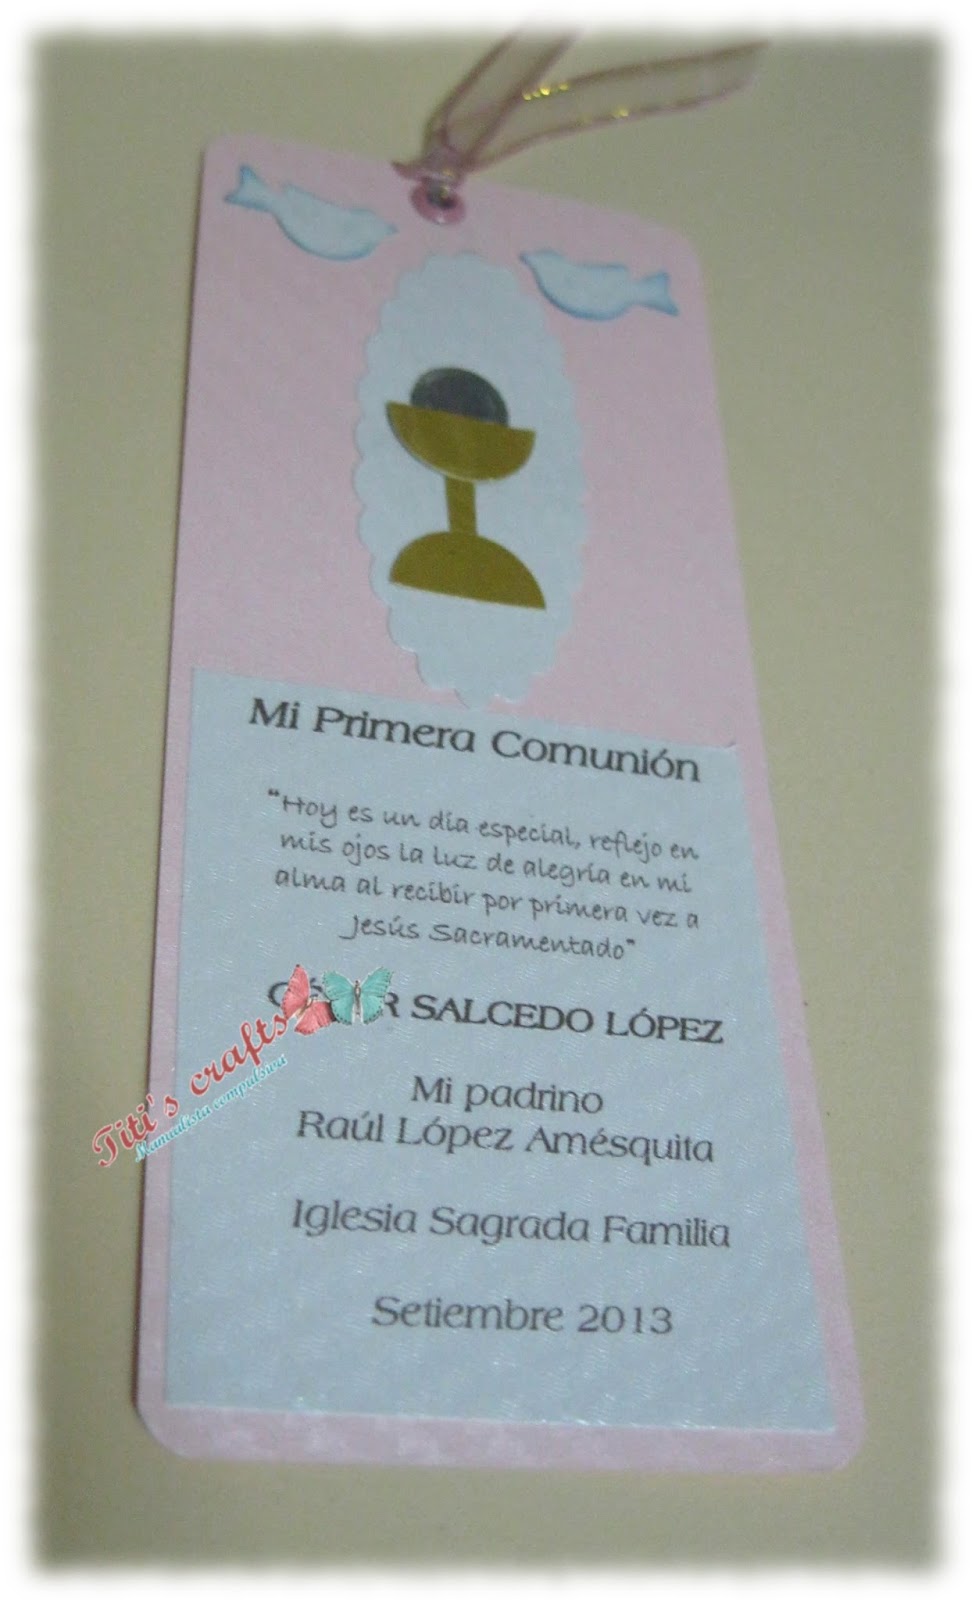 Mi Primera Comunión
“Hoy es un día especial, reflejo en
mis ojos la luz de alegría en mi
alma al recibir por primera vez a
Jesús Sacramentado”
SALCEDO LÓPEZ
Titi's crafts
Manualista compulsiva
Mi padrino
Raúl López Amésquita
Iglesia Sagrada Familia
Setiembre 2013